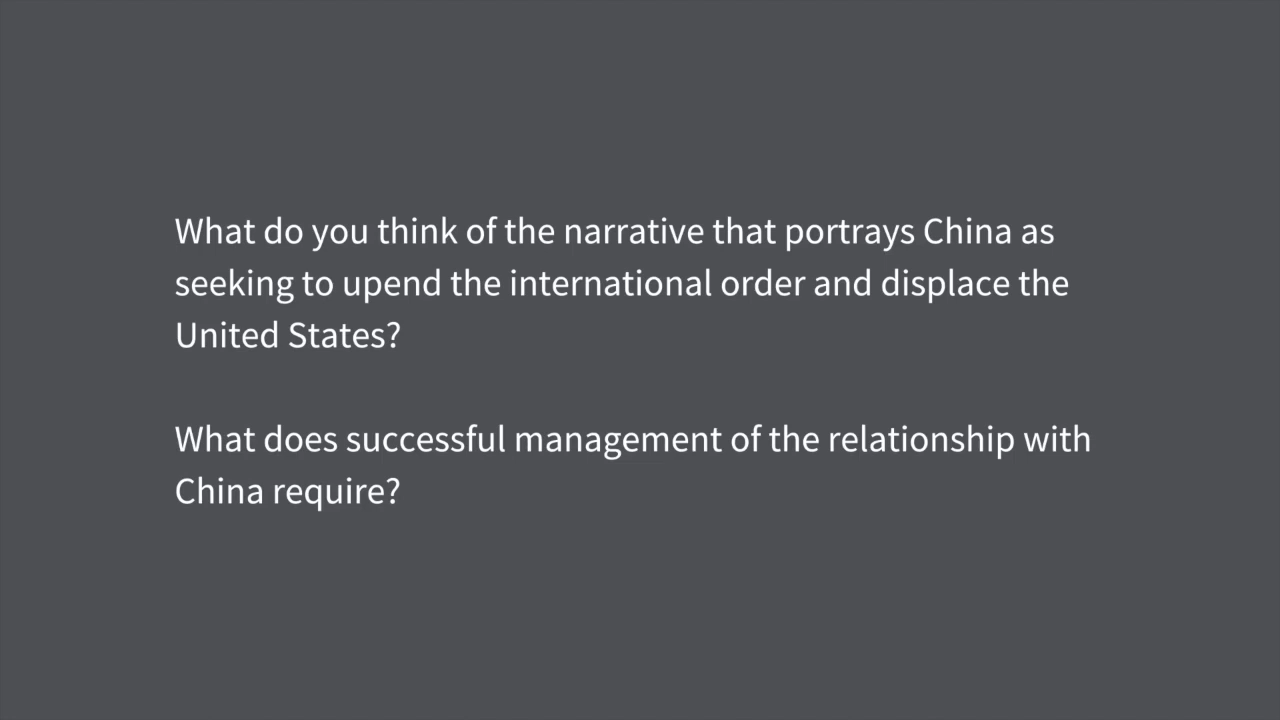 What do you think of the narrative that portrays China as
seeking to upend the international order and displace the
United States?
What does successful management of the relationship with
China require?